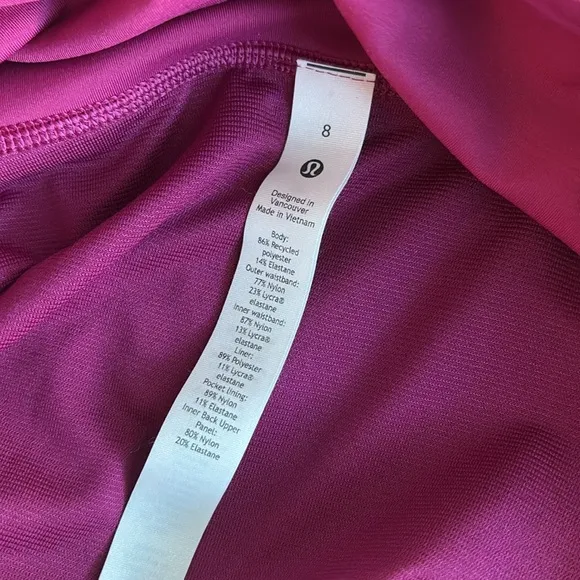 8
Designed in
Vancouver
Made in Vietnam
Body:
86% Recycled
polyester
14% Elastane
Outer waistband:
77% Nylon
23% Lycra®
elastane
Inner waistband:
87% Nylon
13% Lycra®
elastane
Liner:
89% Polyester
11% Lycra®
elastane
Pocket lining:
89% Nylon
11% Elastane
Inner Back Upper
Panel:
80% Nylon
20% Elastane